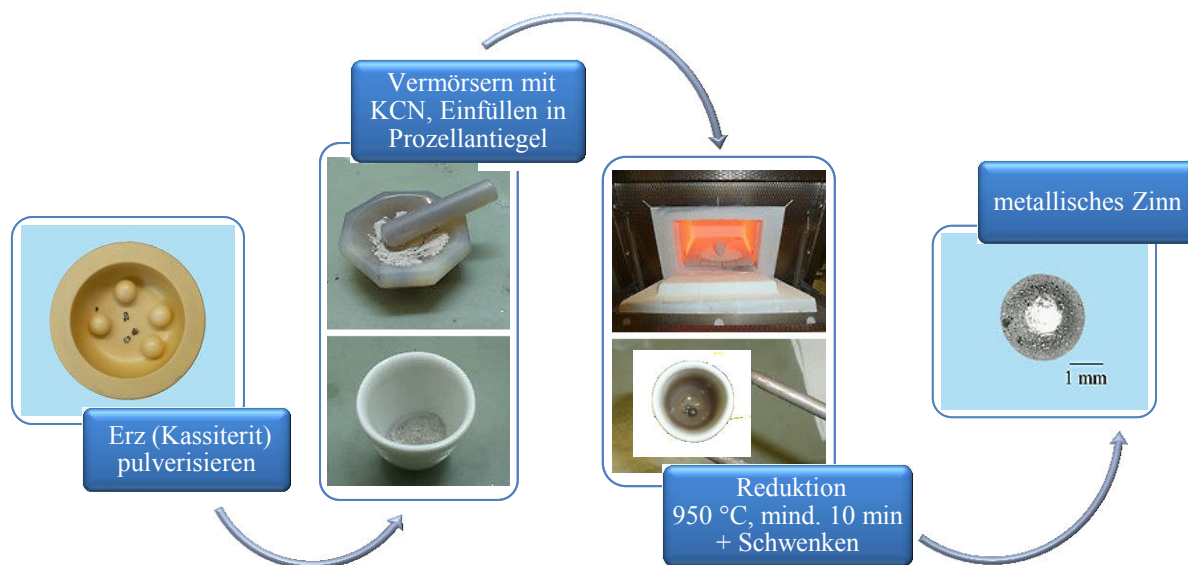 Erz (Kassiterit)
pulverisieren
Vermörsern mit
KCN, Einfüllen in
Prozellantiegel
Reduktion
950 °C, mind. 10 min
+ Schwenken
metallisches Zinn
1 mm